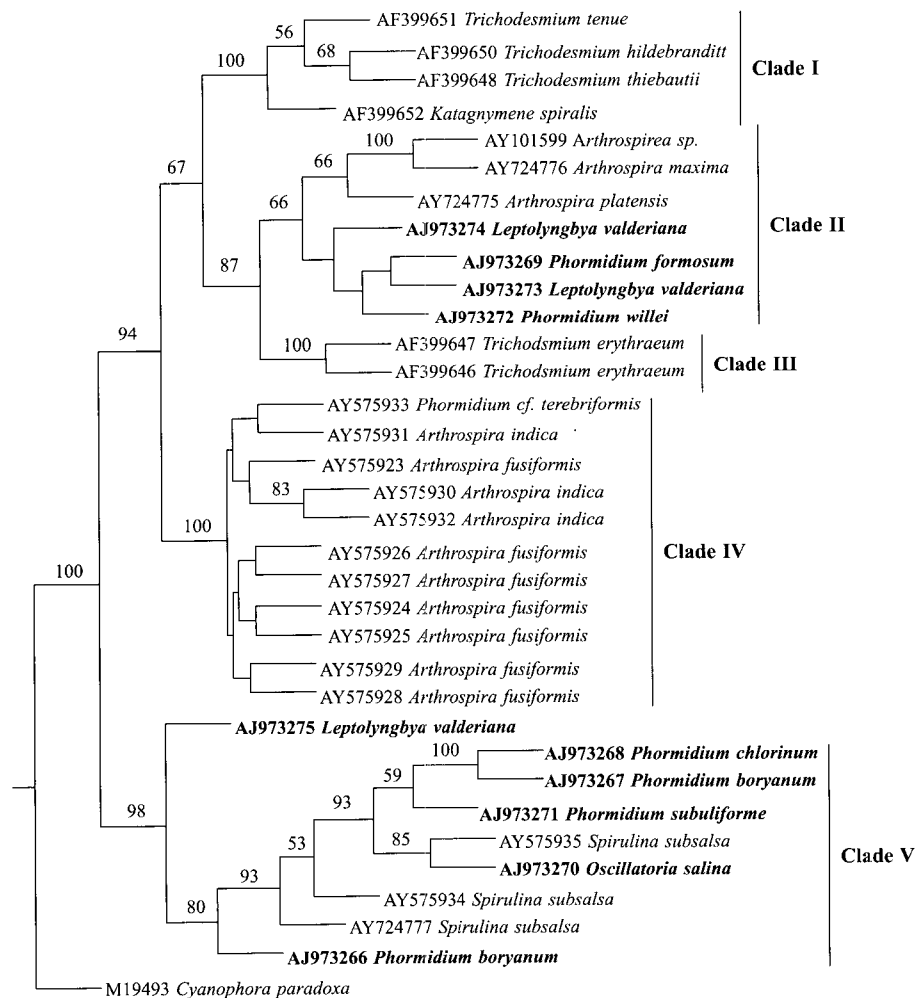 56
AF399651 Trichodesmium tenue
68
AF399650 Trichodesmium hildebranditt
100
AF399648 Trichodesmium thiebautii
Clade I
AF399652 Katagnymene spiralis
100
AY101599 Arthrospirea sp.
66
AY724776 Arthrospira maxima
67
66
AY724775 Arthrospira platensis
AJ973274 Leptolyngbya valderiana
Clade II
87
AJ973269 Phormidium formosum
AJ973273 Leptolyngbya valderiana
AJ973272 Phormidium willei
94
100
AF399647 Trichodsmium erythraeum
Clade III
AF399646 Trichodsmium erythraeum
AY575933 Phormidium cf. terebriformis
AY575931 Arthrospira indica
AY575923 Arthrospira fusiformis
83
AY575930 Arthrospira indica
AY575932 Arthrospira indica
100
Clade IV
AY575926 Arthrospira fusiformis
100
AY575927 Arthrospira fusiformis
AY575924 Arthrospira fusiformis
AY575925 Arthrospira fusiformis
AY575929 Arthrospira fusiformis
AY575928 Arthrospira fusiformis
AJ973275 Leptolyngbya valderiana
100
AJ973268 Phormidium chlorinum
59
AJ973267 Phormidium boryanum
98
93
AJ973271 Phormidium subuliforme
85
AY575935 Spirulina subsalsa
53
Clade V
AJ973270 Oscillatoria salina
93
AY575934 Spirulina subsalsa
80
AY724777 Spirulina subsalsa
AJ973266 Phormidium boryanum
M19493 Cyanophora paradoxa